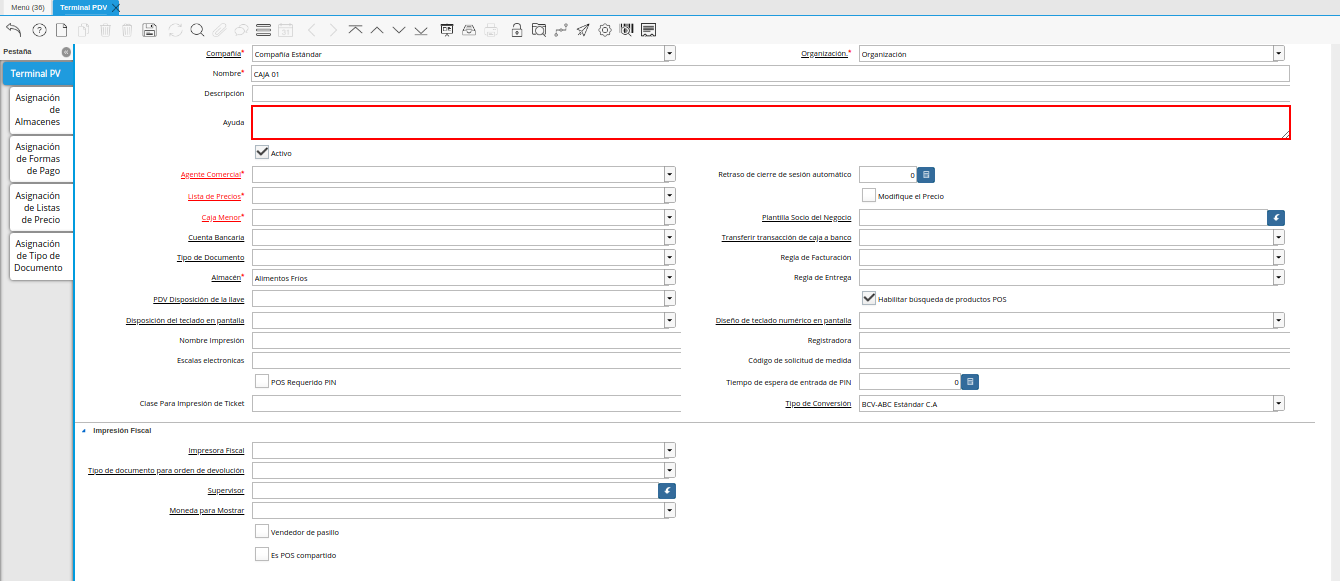 Menú (36)
Terminal PDV
Pestaña
Terminal PV
Asignación
de
Almacenes
Asignación
de Formas
de Pago
Asignación
de Listas
de Precio
Asignación
de Tipo de
Documento
Compañía* Compañía Estándar Organización.* Organización
Nombre* CAJA 01
Descripción
Ayuda
Activo
Agente Comercial* Retraso de cierre de sesión automático 0
Lista de Precios* Modifique el Precio
Caja Menor* Plantilla Socio del Negocio
Cuenta Bancaria Transferir transacción de caja a banco
Tipo de Documento Regla de Facturación
Almacén* Alimentos Fríos Regla de Entrega
PDV Disposición de la llave Habilitar búsqueda de productos POS
Disposición del teclado en pantalla Diseño de teclado numérico en pantalla
Nombre Impresión Registradora
Escalas electronicas Código de solicitud de medida
POS Requerido PIN Tiempo de espera de entrada de PIN 0
Clase Para Impresión de Ticket Tipo de Conversión BCV-ABC Estándar C.A
Impresión Fiscal
Impresora Fiscal
Tipo de documento para orden de devolución
Supervisor
Moneda para Mostrar
Vendedor de pasillo
Es POS compartido